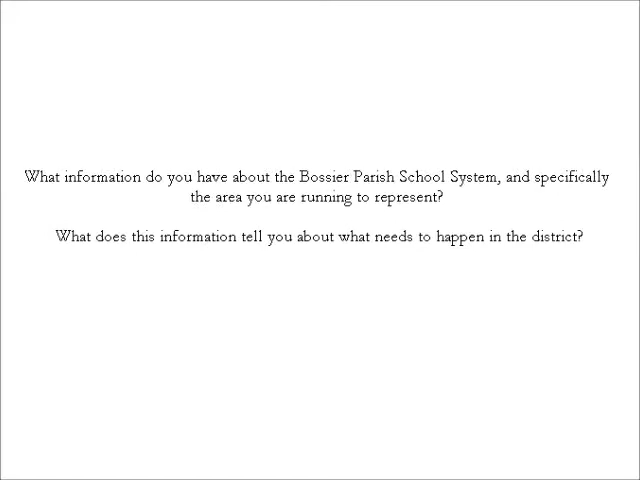 What information do you have about the Bossier Parish School System, and specifically
the area you are running to represent?
What does this information tell you about what needs to happen in the district?